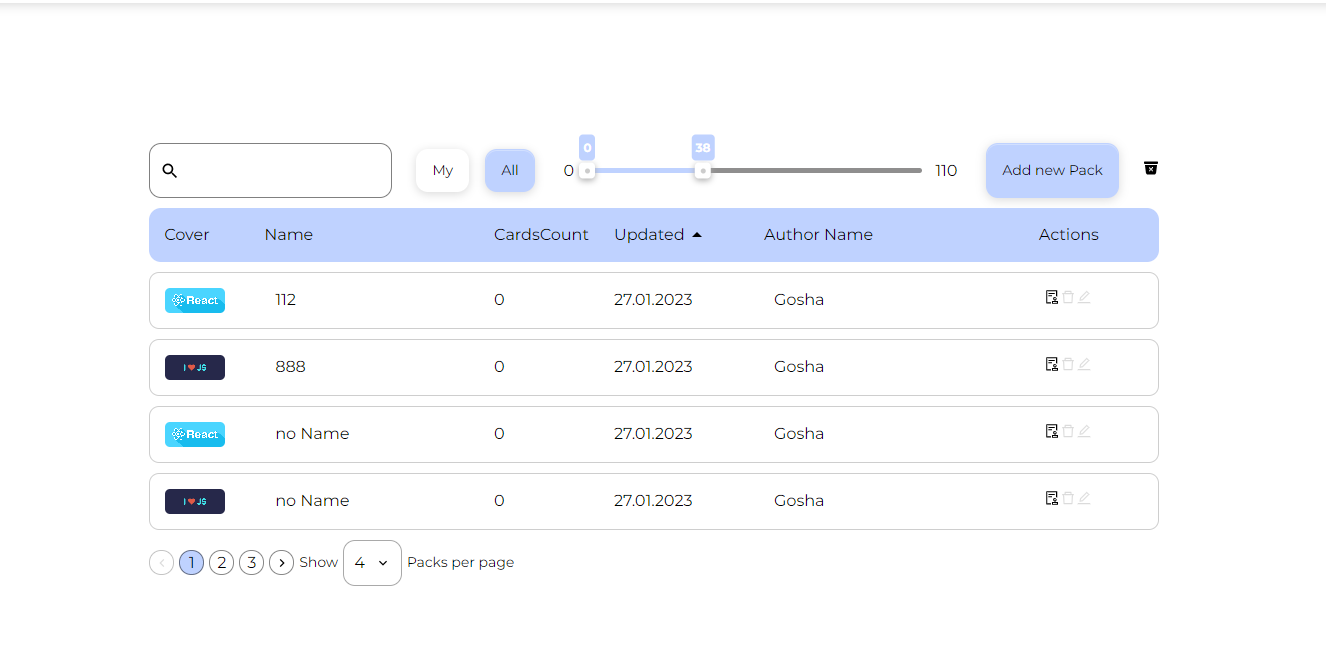 0 38
My All 0 110 Add new Pack
Cover Name CardsCount Updated Author Name Actions
React 112 0 27.01.2023 Gosha
I ❤ JS 888 0 27.01.2023 Gosha
React no Name 0 27.01.2023 Gosha
I ❤ JS no Name 0 27.01.2023 Gosha
1 2 3 Show 4 Packs per page